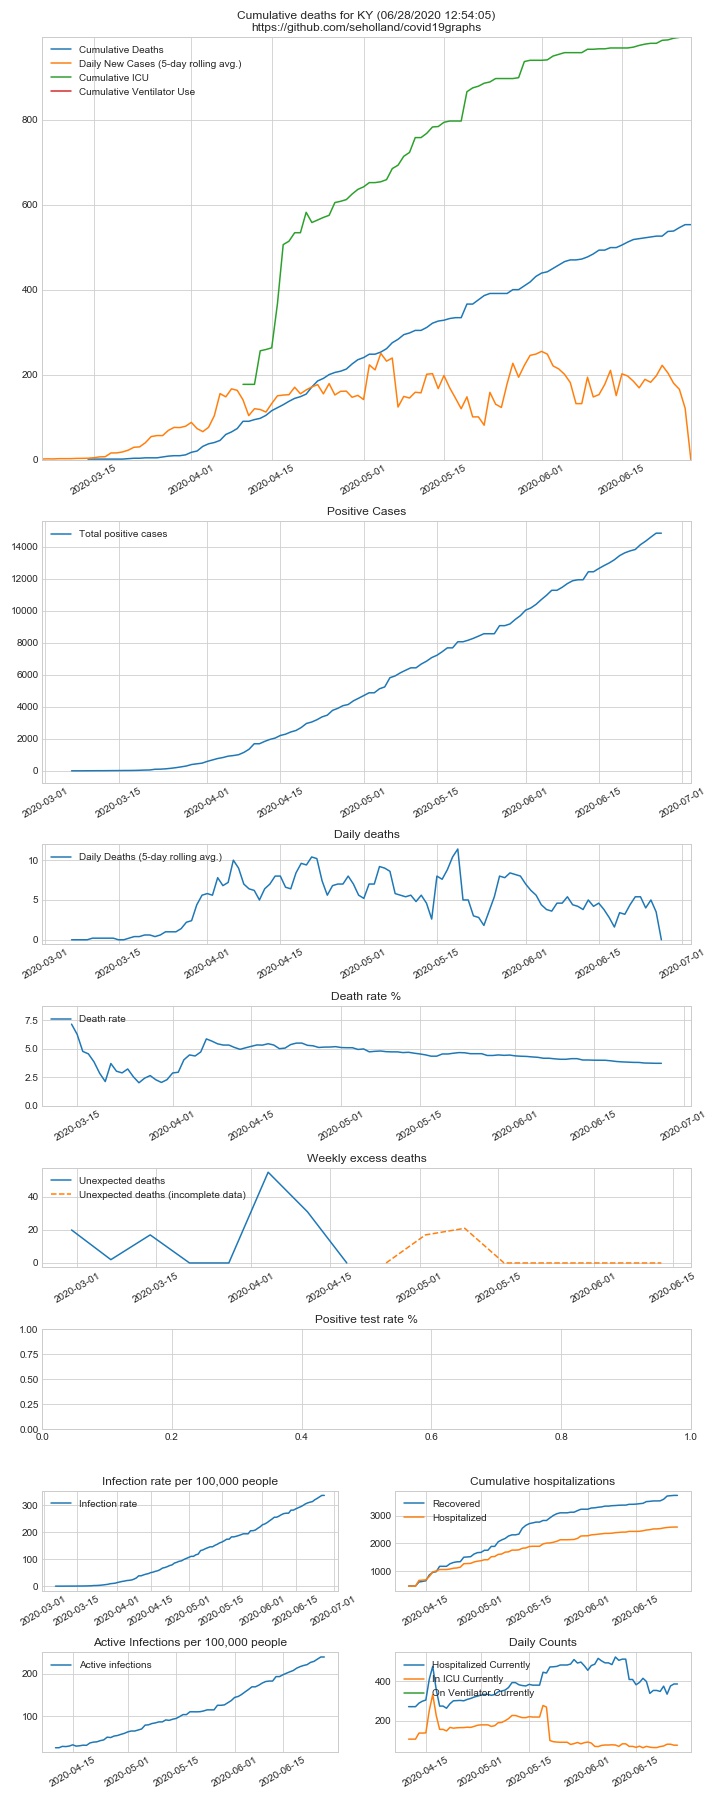 Cumulative deaths for KY (06/28/2020 12:54:05)
https://github.com/seholland/covid19graphs
Cumulative Deaths
Daily New Cases (5-day rolling avg.)
Cumulative ICU
Cumulative Ventilator Use
800
600
400
200
0
2020-03-15 2020-04-01 2020-04-15 2020-05-01 2020-05-15 2020-06-01 2020-06-15
Positive Cases
Total positive cases
14000
12000
10000
8000
6000
4000
2000
0
2020-03-01 2020-03-15 2020-04-01 2020-04-15 2020-05-01 2020-05-15 2020-06-01 2020-06-15 2020-07-01
Daily deaths
Daily Deaths (5-day rolling avg.)
10
5
0
2020-03-01 2020-03-15 2020-04-01 2020-04-15 2020-05-01 2020-05-15 2020-06-01 2020-06-15 2020-07-01
Death rate %
Death rate
7.5
5.0
2.5
0.0
2020-03-15 2020-04-01 2020-04-15 2020-05-01 2020-05-15 2020-06-01 2020-06-15 2020-07-01
Weekly excess deaths
Unexpected deaths
Unexpected deaths (incomplete data)
40
20
0
2020-03-01 2020-03-15 2020-04-01 2020-04-15 2020-05-01 2020-05-15 2020-06-01 2020-06-15
Positive test rate %
1.00
0.75
0.50
0.25
0.00
0.0 0.2 0.4 0.6 0.8 1.0
Infection rate per 100,000 people
Infection rate
300
200
100
0
2020-03-01 2020-03-15 2020-04-01 2020-04-15 2020-05-01 2020-05-15 2020-06-01 2020-06-15 2020-07-01
Cumulative hospitalizations
Recovered
Hospitalized
3000
2000
1000
2020-04-15 2020-05-01 2020-05-15 2020-06-01 2020-06-15
Active Infections per 100,000 people
Active infections
200
100
2020-04-15 2020-05-01 2020-05-15 2020-06-01 2020-06-15
Daily Counts
Hospitalized Currently
In ICU Currently
On Ventilator Currently
400
200
2020-04-15 2020-05-01 2020-05-15 2020-06-01 2020-06-15